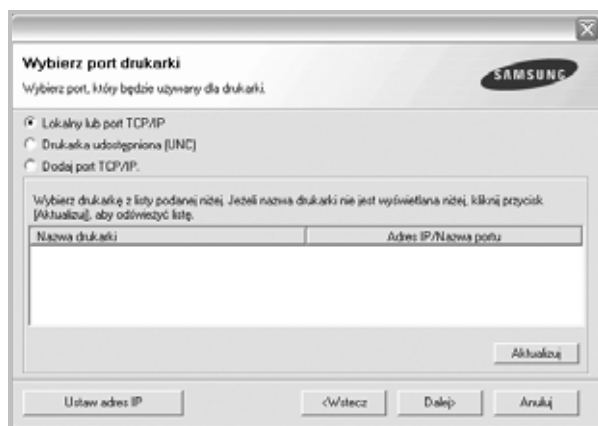 Wybierz port drukarki
SAMSUNG
Wybierz port, który będzie używany dla drukarki.
Lokalny lub port TCP/IP
Drukarka udostępniona (UNC)
Dodaj port TCP/IP.
Wybierz drukarkę z listy podanej niżej. Jeżeli nazwa drukarki nie jest wyświetlana niżej, kliknij przycisk
[Aktualizuj], aby odświeżyć listę.
Nazwa drukarki Adres IP/Nazwa portu
Aktualizuj
Ustaw adres IP <Wstecz Dalej> Anuluj